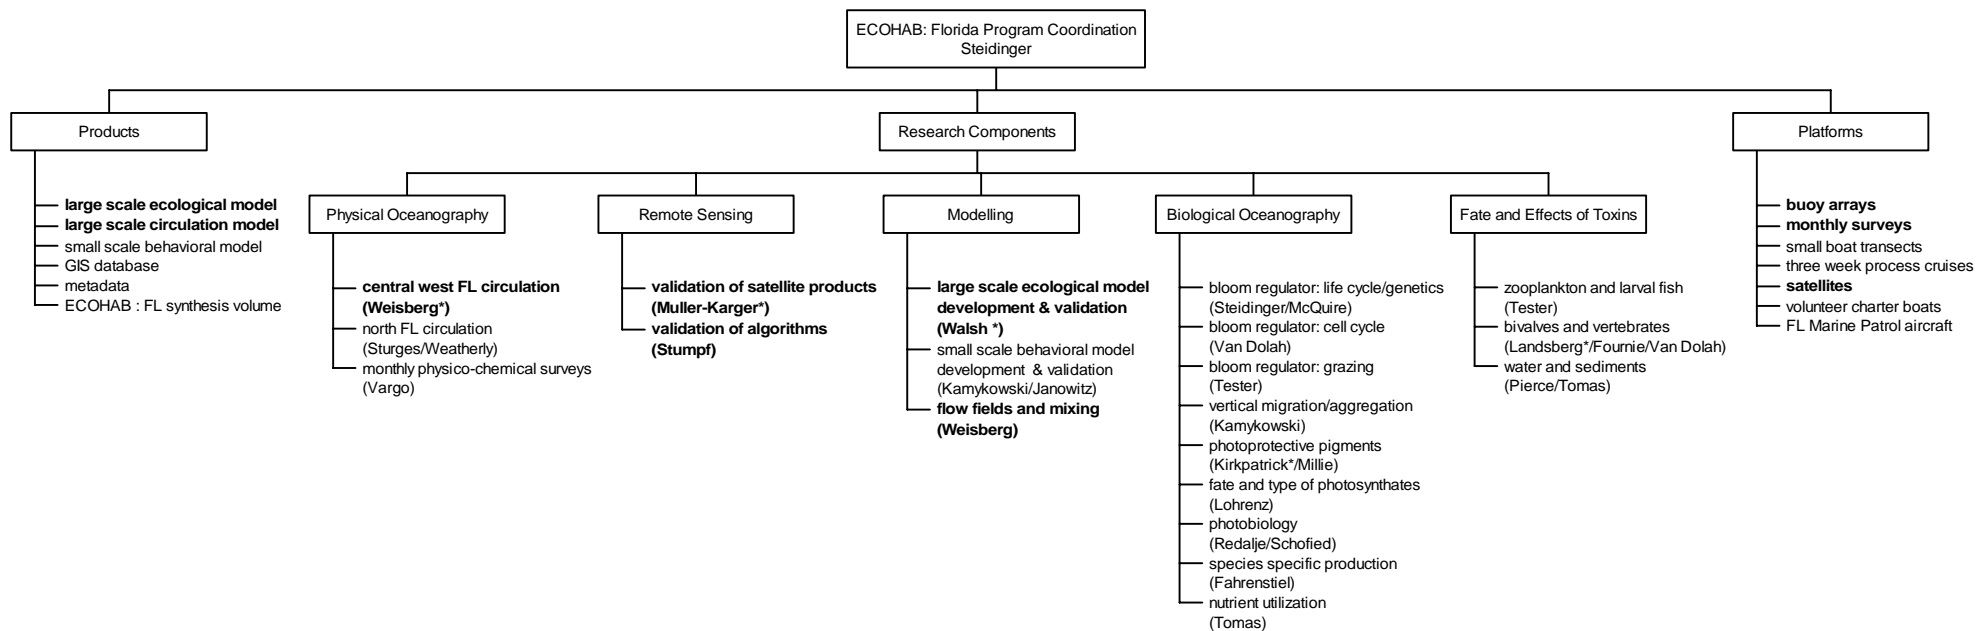 ECOHAB: Florida Program Coordination
Steidinger
Products
Research Components
Platforms
large scale ecological model
large scale circulation model
small scale behavioral model
GIS database
metadata
ECOHAB : FL synthesis volume
Physical Oceanography
central west FL circulation
(Weisberg*)
north FL circulation
(Sturges/Weatherly)
monthly physico-chemical surveys
(Vargo)
Remote Sensing
validation of satellite products
(Muller-Karger*)
validation of algorithms
(Stumpf)
Modelling
large scale ecological model
development & validation
(Walsh *)
small scale behavioral model
development & validation
(Kamykowski/Janowitz)
flow fields and mixing
(Weisberg)
Biological Oceanography
bloom regulator: life cycle/genetics
(Steidinger/McQuire)
bloom regulator: cell cycle
(Van Dolah)
bloom regulator: grazing
(Tester)
vertical migration/aggregation
(Kamykowski)
photoprotective pigments
(Kirkpatrick*/Millie)
fate and type of photosynthates
(Lohrenz)
photobiology
(Redalje/Schofied)
species specific production
(Fahrenstiel)
nutrient utilization
(Tomas)
Fate and Effects of Toxins
zooplankton and larval fish
(Tester)
bivalves and vertebrates
(Landsberg*/Fournie/Van Dolah)
water and sediments
(Pierce/Tomas)
buoy arrays
monthly surveys
small boat transects
three week process cruises
satellites
volunteer charter boats
FL Marine Patrol aircraft